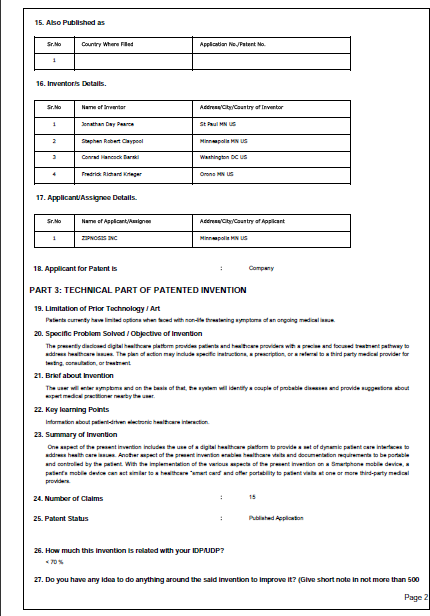 15. Also Published as
Sr.No Country Where Filed Application No./Patent No.
1
16. Inventor/s Details.
Sr.No Name of Inventor Address/City/Country of Inventor
1 Jonathan Day Pearce St Paul MN US
2 Stephen Robert Claypool Minneapolis MN US
3 Conrad Hancock Barski Washington DC US
4 Fredrick Richard Krieger Orono MN US
17. Applicant/Assignee Details.
Sr.No Name of Applicant/Assignee Address/City/Country of Applicant
1 ZIPNOSIS INC Minneapolis MN US
18. Applicant for Patent is : Company
PART 3: TECHNICAL PART OF PATENTED INVENTION
19. Limitation of Prior Technology / Art
Patients currently have limited options when faced with non-life threatening symptoms of an ongoing medical issue.
20. Specific Problem Solved / Objective of Invention
The presently disclosed digital healthcare platform provides patients and healthcare providers with a precise and focused treatment pathway to
address healthcare issues. The plan of action may include specific instructions, a prescription, or a referral to a third party medical provider for
testing, consultation, or treatment.
21. Brief about Invention
The user will enter symptoms and on the basis of that, the system will identify a couple of probable diseases and provide suggestions about
expert medical practitioner nearby the user.
22. Key learning Points
Information about patient-driven electronic healthcare interaction.
23. Summary of Invention
One aspect of the present invention includes the use of a digital healthcare platform to provide a set of dynamic patient care interfaces to
address health care issues. Another aspect of the present invention enables healthcare visits and documentation requirements to be portable
and controlled by the patient. With the implementation of the various aspects of the present invention on a Smartphone mobile device, a
patient's mobile device can act similar to a healthcare "smart card' and offer portability to patient visits at one or more third-party medical
providers.
24. Number of Claims : 15
25. Patent Status : Published Application
26. How much this invention is related with your IDP/UDP?
< 70 %
27. Do you have any idea to do anything around the said invention to improve it? (Give short note in not more than 500
Page 2